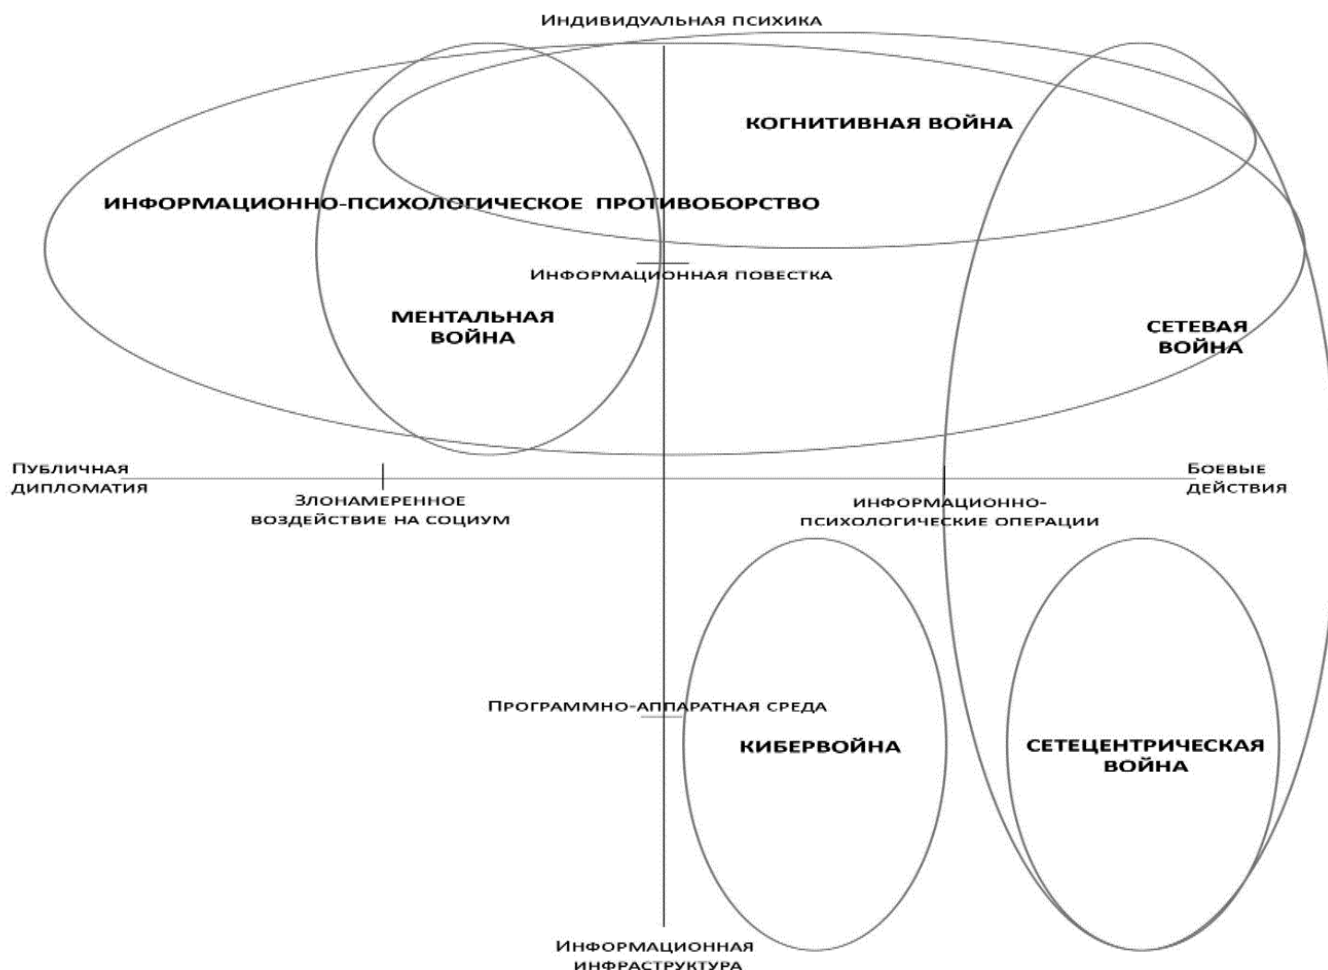 Индивидуальная психика
КОГНИТИВНАЯ ВОЙНА
ИНФОРМАЦИОННО-ПСИХОЛОГИЧЕСКОЕ ПРОТИВОБОРСТВО
Информационная повестка
МЕНТАЛЬНАЯ
ВОЙНА
СЕТЕВАЯ
ВОЙНА
Публичная
дипломатия
Боевые
действия
Злонамеренное
воздействие на социум
информационно-
психологические операции
Программно-аппаратная среда
КИБЕРВОЙНА
СЕТЕЦЕНТРИЧЕСКАЯ
ВОЙНА
Информационная
инфраструктура